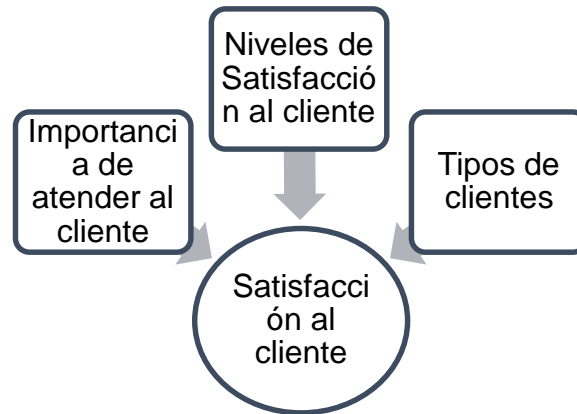 Niveles de
Satisfacció
n al cliente
Importanci
a de
atender al
cliente
Tipos de
clientes
Satisfacci
ón al
cliente